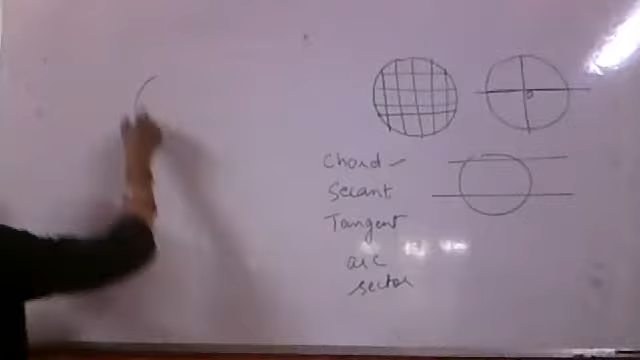 Chord –
Secant
Tangent
arc
sector